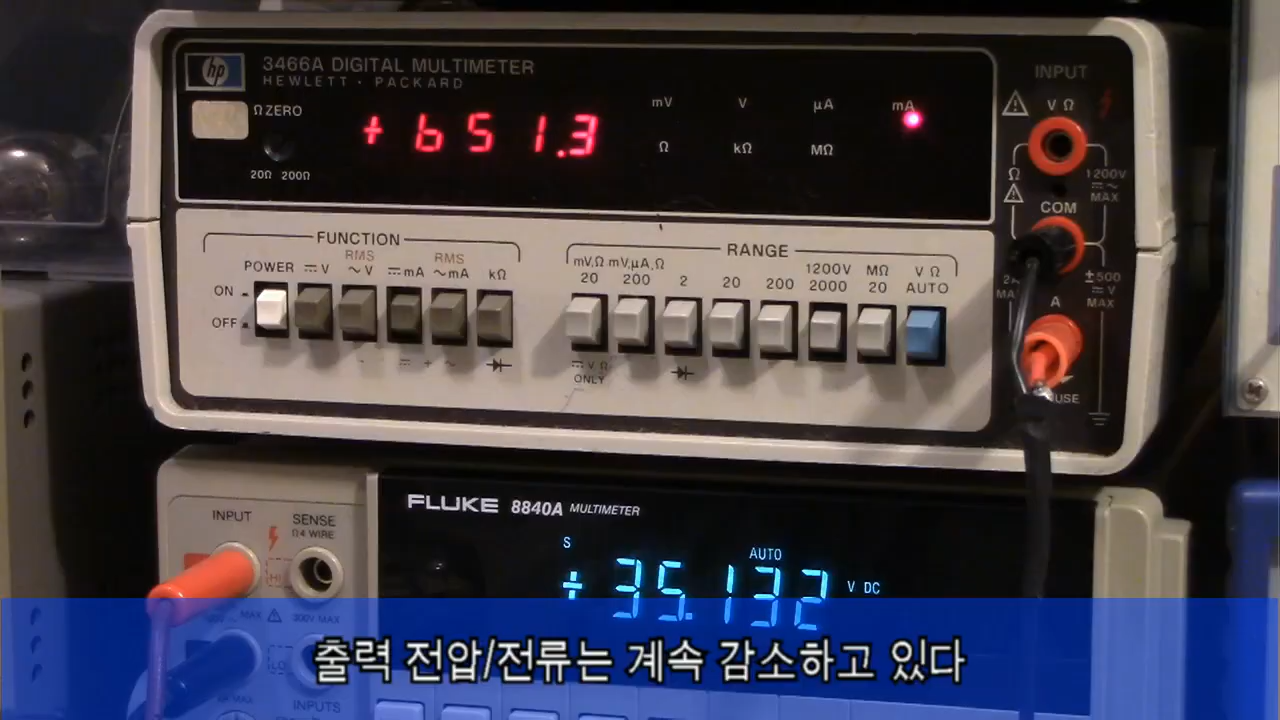 hp 3466A DIGITAL MULTIMETER
HEWLETT · PACKARD
Ω ZERO
20Ω 200Ω
+651.3
mV V µA mA
Ω kΩ MΩ
INPUT
V Ω
Ω
1200V
MAX
COM
±500
V
MAX
A
FUSE
FUNCTION
POWER
ON
OFF
V
RMS
~V
mA
RMS
~mA
kΩ
RANGE
mV,Ω
20
mV,µA,Ω
200
2
20
200
1200V
2000
MΩ
20
V Ω
AUTO
V Ω
ONLY
FLUKE 8840A MULTIMETER
INPUT
SENSE
Ω 4 WIRE
HI
S
AUTO
+35.132 V DC
MAX
300V MAX
LO
출력 전압/전류는 계속 감소하고 있다
INPUTS